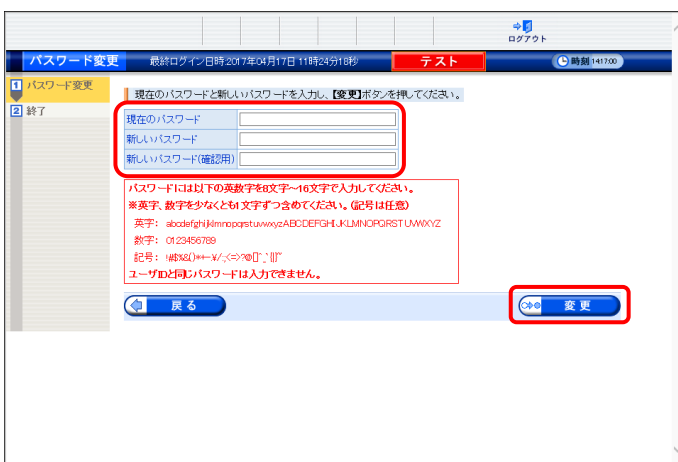 ログアウト
パスワード変更 最終ログイン日時:2017年04月17日 11時24分18秒 テスト 時刻 14:17:00
1 パスワード変更
2 終了
現在のパスワードと新しいパスワードを入力し、【変更】ボタンを押してください。
現在のパスワード
新しいパスワード
新しいパスワード(確認用)
パスワードには以下の英数字を8文字～16文字で入力してください。
※英字、数字を少なくとも1文字ずつ含めてください。(記号は任意)
英字: abcdefghijklmnopqrstuvwxyzABCDEFGHIJKLMNOPQRSTUVWXYZ
数字: 0123456789
記号:
ユーザIDと同じパスワードは入力できません。
戻る
変更